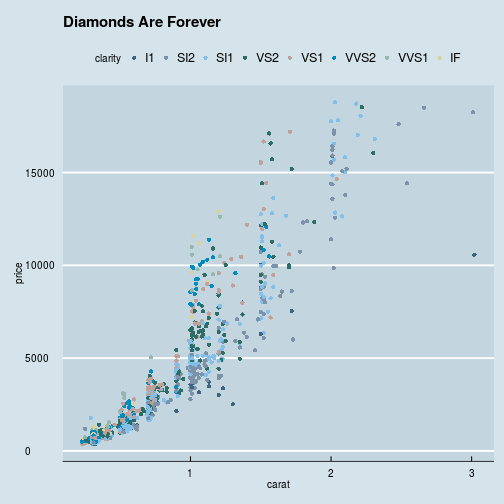 Diamonds Are Forever
clarity I1 SI2 SI1 VS2 VS1 VVS2 VVS1 IF
15000
10000
5000
0
price
1 2 3
carat